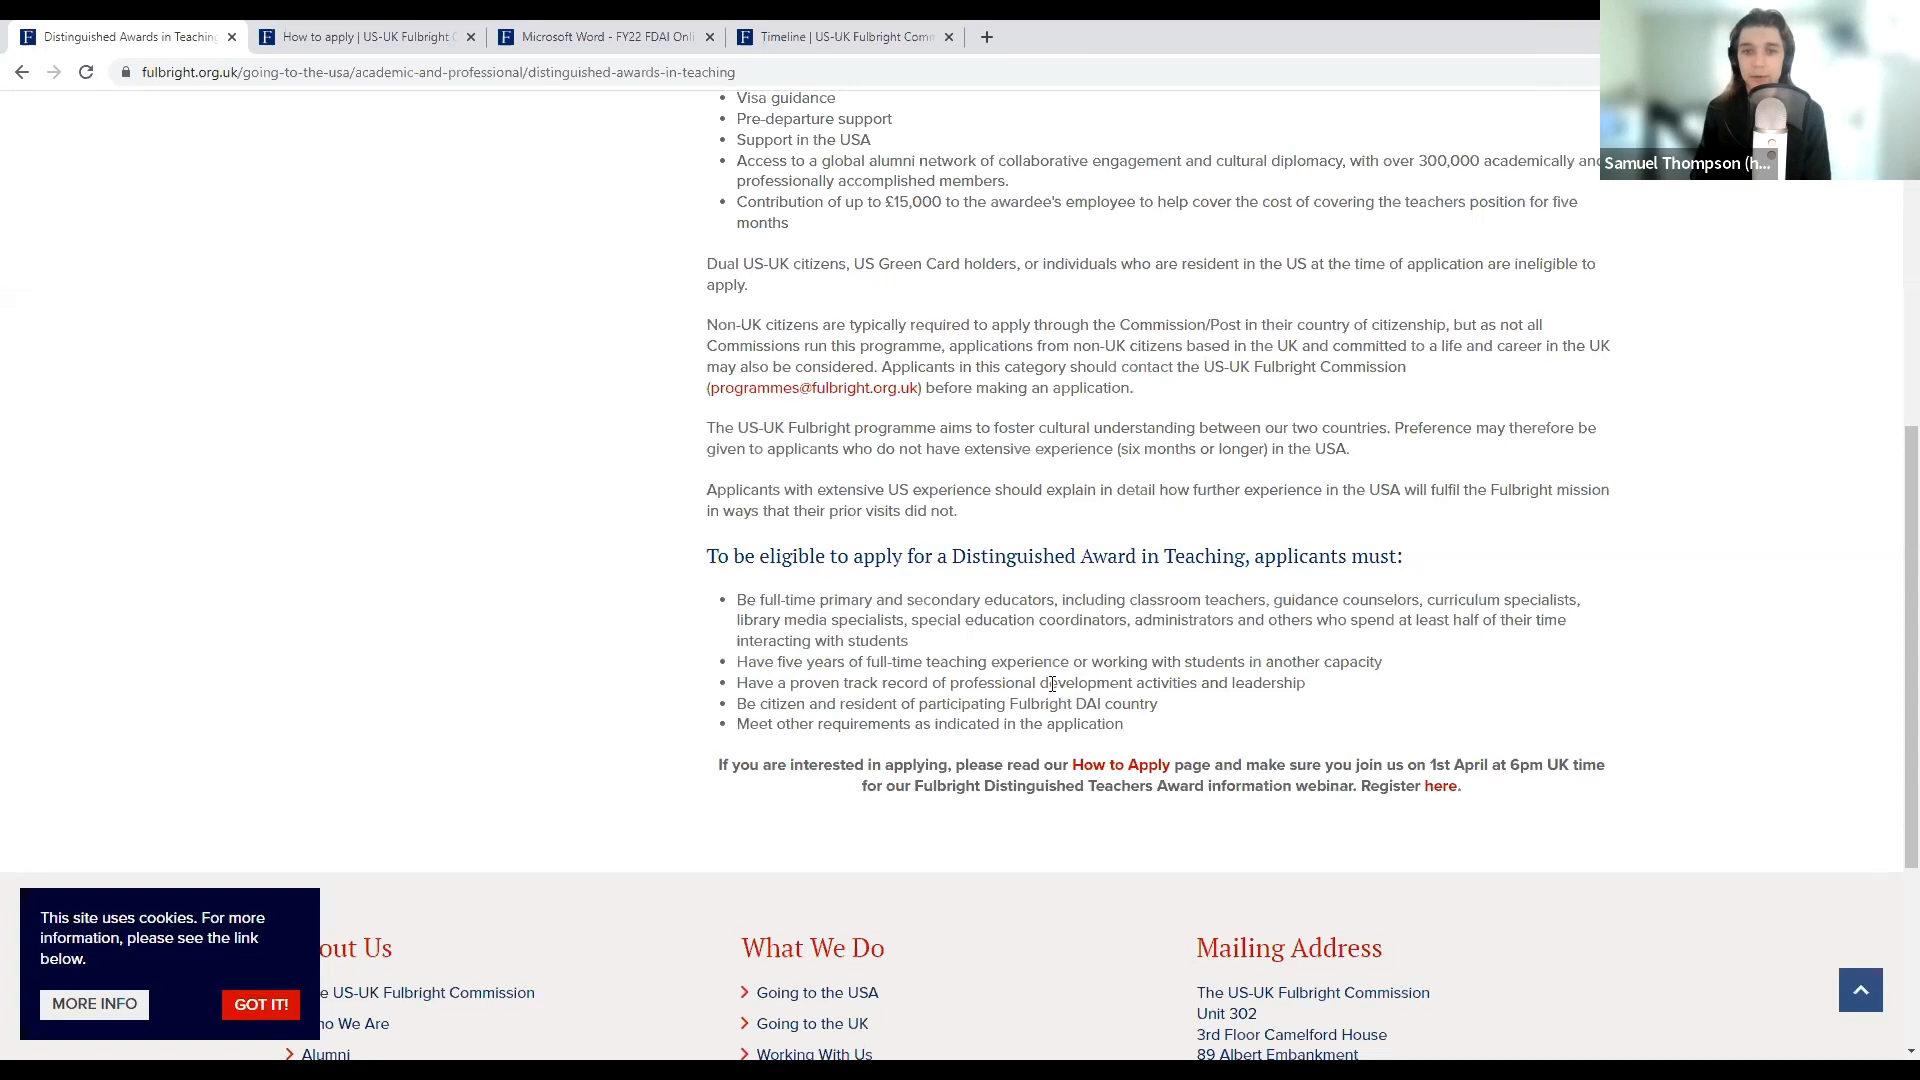 Distinguished Awards in Teaching
How to apply | US-UK Fulbright C
Microsoft Word - FY22 FDAI Onli
Timeline | US-UK Fulbright Comm
fulbright.org.uk/going-to-the-usa/academic-and-professional/distinguished-awards-in-teaching
Samuel Thompson (h...
• Visa guidance
• Pre-departure support
• Support in the USA
• Access to a global alumni network of collaborative engagement and cultural diplomacy, with over 300,000 academically and
professionally accomplished members.
• Contribution of up to £15,000 to the awardee's employee to help cover the cost of covering the teachers position for five
months
Dual US-UK citizens, US Green Card holders, or individuals who are resident in the US at the time of application are ineligible to
apply.
Non-UK citizens are typically required to apply through the Commission/Post in their country of citizenship, but as not all
Commissions run this programme, applications from non-UK citizens based in the UK and committed to a life and career in the UK
may also be considered. Applicants in this category should contact the US-UK Fulbright Commission
(programmes@fulbright.org.uk) before making an application.
The US-UK Fulbright programme aims to foster cultural understanding between our two countries. Preference may therefore be
given to applicants who do not have extensive experience (six months or longer) in the USA.
Applicants with extensive US experience should explain in detail how further experience in the USA will fulfil the Fulbright mission
in ways that their prior visits did not.
To be eligible to apply for a Distinguished Award in Teaching, applicants must:
• Be full-time primary and secondary educators, including classroom teachers, guidance counselors, curriculum specialists,
library media specialists, special education coordinators, administrators and others who spend at least half of their time
interacting with students
• Have five years of full-time teaching experience or working with students in another capacity
• Have a proven track record of professional development activities and leadership
• Be citizen and resident of participating Fulbright DAI country
• Meet other requirements as indicated in the application
If you are interested in applying, please read our How to Apply page and make sure you join us on 1st April at 6pm UK time
for our Fulbright Distinguished Teachers Award information webinar. Register here.
This site uses cookies. For more
information, please see the link
below.
MORE INFO
GOT IT!
out Us
e US-UK Fulbright Commission
ho We Are
Alumni
What We Do
Going to the USA
Going to the UK
Working With Us
Mailing Address
The US-UK Fulbright Commission
Unit 302
3rd Floor Camelford House
89 Albert Embankment